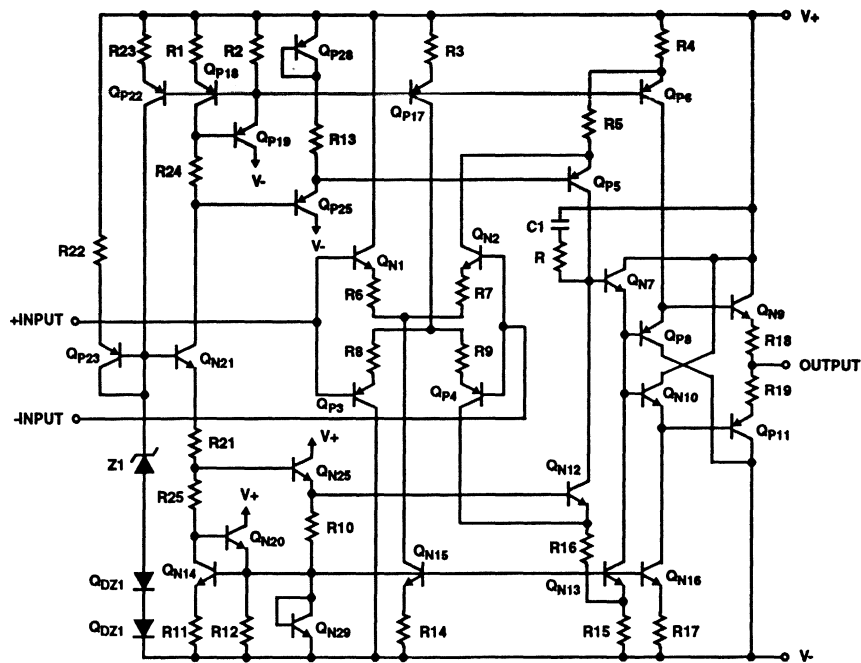 V+
R23
R1
R2
QP28
R3
R4
QP18
QP22
QP17
QP6
QP19
R13
R5
V-
R24
QP5
QP25
V-
C1
QN2
R22
QN1
R
QN7
R6
R7
QN9
+INPUT
QP8
R18
R8
R9
QP23
QN21
OUTPUT
QN10
R19
QP3
QP4
-INPUT
QP11
R21
V+
Z1
QN25
QN12
R25
V+
R10
QN20
QN15
R16
QN14
QN16
QDZ1
QN13
QN29
QDZ1
R11
R12
R14
R15
R17
V-